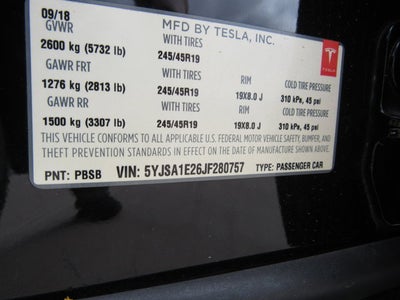 09/18 MFD BY TESLA, INC.
GVWR WITH TIRES
2600 kg (5732 lb) 245/45R19
GAWR FRT WITH TIRES RIM COLD TIRE PRESSURE
1276 kg (2813 lb) 245/45R19 19X8.0 J 310 kPa, 45 psi
GAWR RR WITH TIRES RIM COLD TIRE PRESSURE
1500 kg (3307 lb) 245/45R19 19X8.0 J 310 kPa, 45 psi
THIS VEHICLE CONFORMS TO ALL APPLICABLE U.S. FEDERAL MOTOR VEHICLE SAFETY, BUMPER, AND
THEFT PREVENTION STANDARDS IN EFFECT ON THE DATE OF MANUFACTURE SHOWN ABOVE.
PNT: PBSB VIN: 5YJSA1E26JF280757 TYPE: PASSENGER CAR
TESLA